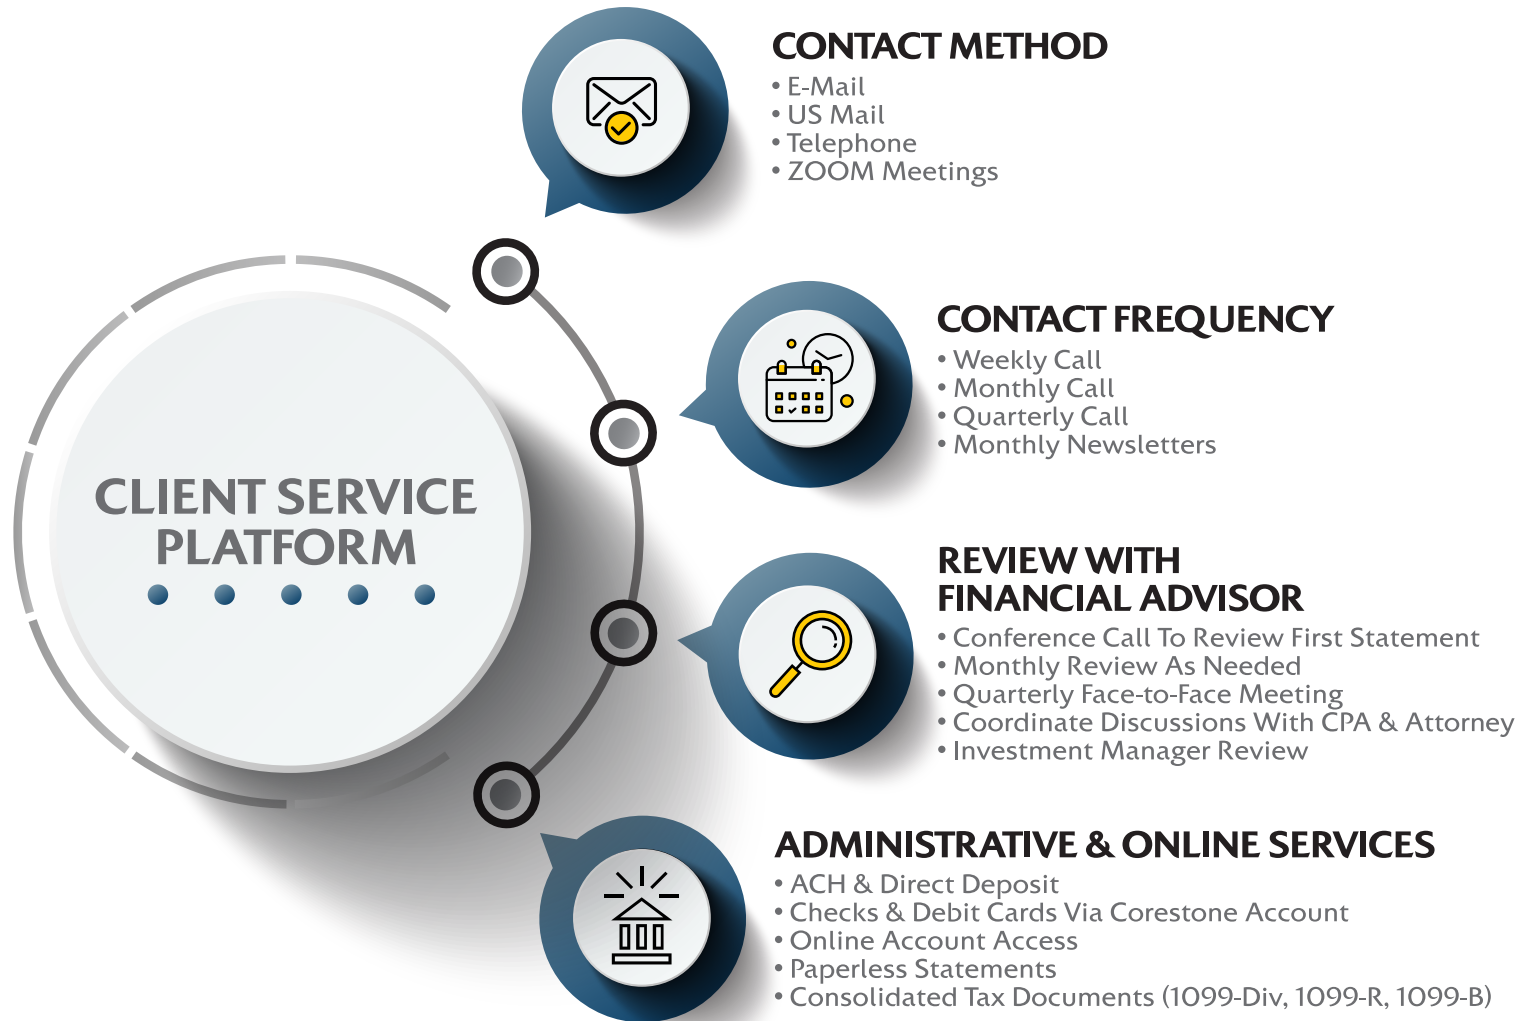 CONTACT METHOD
• E-Mail
• US Mail
• Telephone
• ZOOM Meetings
CONTACT FREQUENCY
• Weekly Call
• Monthly Call
• Quarterly Call
• Monthly Newsletters
CLIENT SERVICE
PLATFORM
REVIEW WITH
FINANCIAL ADVISOR
• Conference Call To Review First Statement
• Monthly Review As Needed
• Quarterly Face-to-Face Meeting
• Coordinate Discussions With CPA & Attorney
• Investment Manager Review
ADMINISTRATIVE & ONLINE SERVICES
• ACH & Direct Deposit
• Checks & Debit Cards Via Corestone Account
• Online Account Access
• Paperless Statements
• Consolidated Tax Documents (1099-Div, 1099-R, 1099-B)